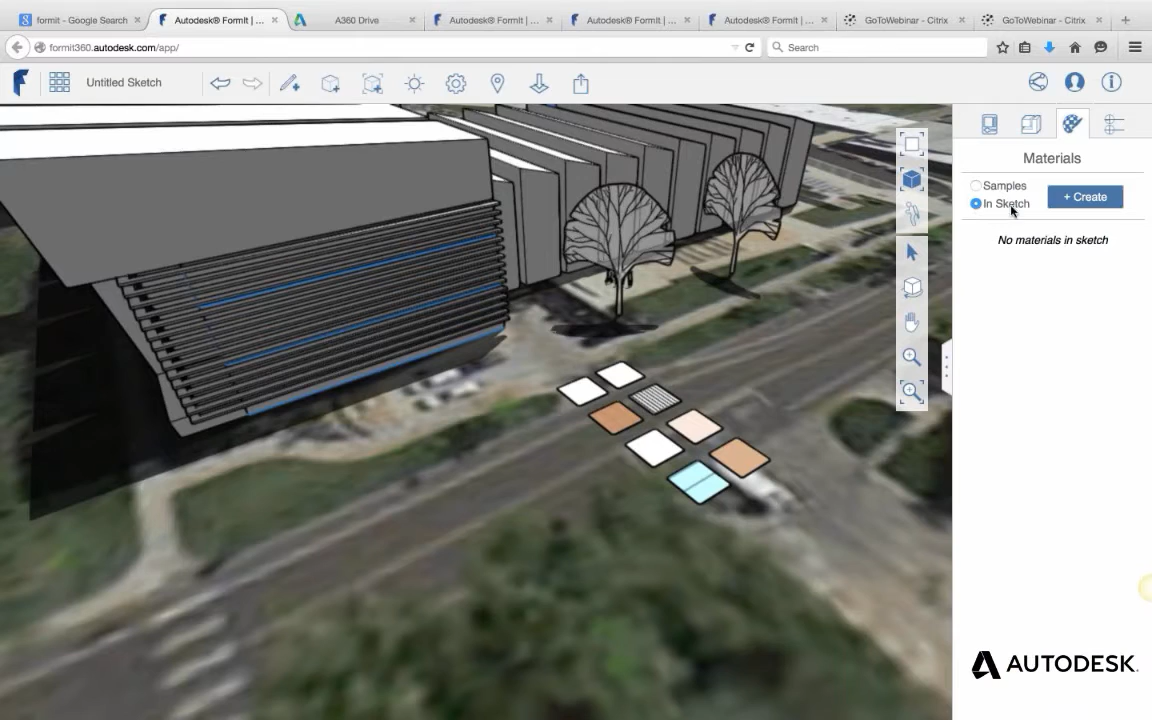 formit - Google Search
Autodesk® FormIt | ...
A360 Drive
Autodesk® FormIt | ...
Autodesk® FormIt | ...
Autodesk® FormIt | ...
GoToWebinar - Citrix
GoToWebinar - Citrix
formit360.autodesk.com/app/
Search
Untitled Sketch
Materials
Samples
In Sketch
+ Create
No materials in sketch
AUTODESK.